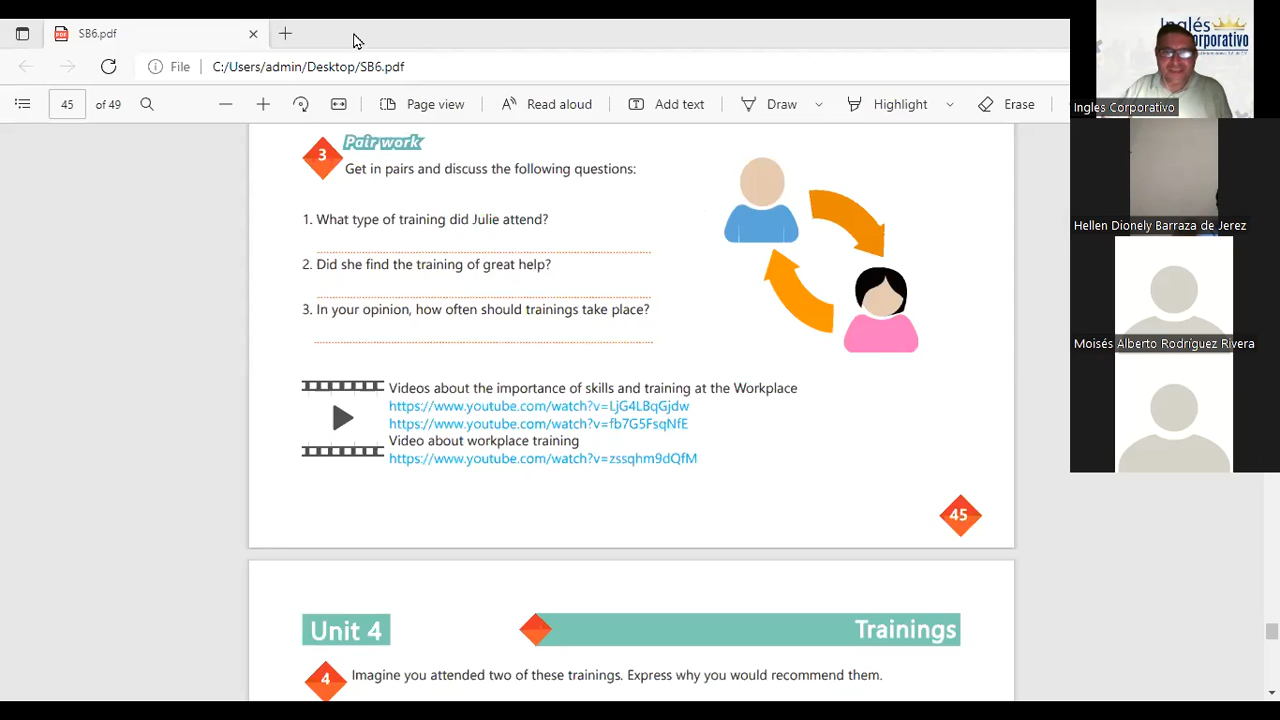 SB6.pdf
File
C:/Users/admin/Desktop/SB6.pdf
45
of 49
Page view
Read aloud
Add text
Draw
Highlight
Erase
3
Pair work
Get in pairs and discuss the following questions:
1. What type of training did Julie attend?
2. Did she find the training of great help?
3. In your opinion, how often should trainings take place?
Videos about the importance of skills and training at the Workplace
https://www.youtube.com/watch?v=LjG4LBqGjdw
https://www.youtube.com/watch?v=fb7G5FsqNfE
Video about workplace training
https://www.youtube.com/watch?v=zssqhm9dQfM
45
Unit 4
Trainings
4
Imagine you attended two of these trainings. Express why you would recommend them.
Inglés
Corporativo
Ingles Corporativo
Hellen Dionely Barraza de Jerez
Moisés Alberto Rodríguez Rivera